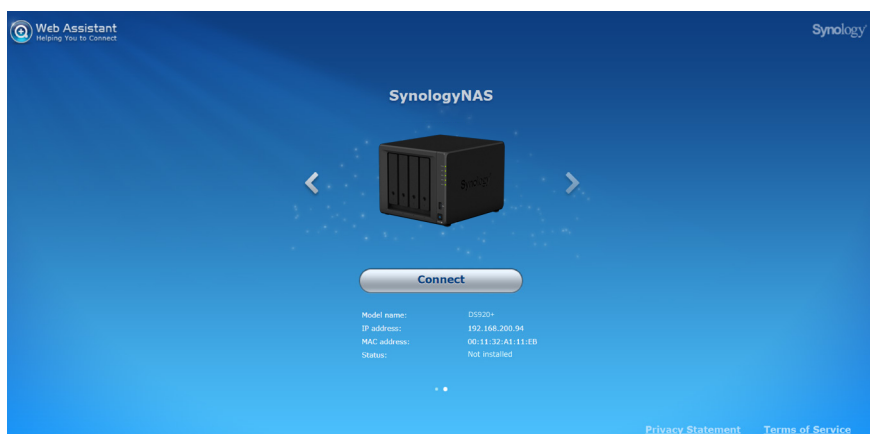 Web Assistant
Helping You to Connect
Synology
SynologyNAS
Synology
Connect
Model name: DS920+
IP address: 192.168.200.94
MAC address: 00:11:32:A1:11:EB
Status: Not installed
Privacy Statement Terms of Service